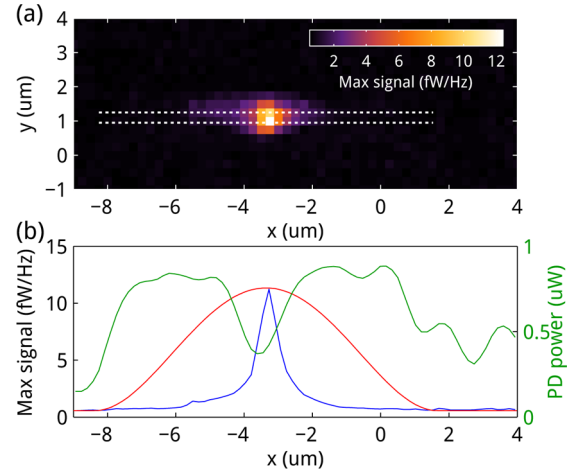 (a)
4
3
2
1
0
−1
y (um)
2 4 6 8 10 12
Max signal (fW/Hz)
−8 −6 −4 −2 0 2 4
x (um)
(b)
15
10
5
0
Max signal (fW/Hz)
1
0.5
0
PD power (uW)
−8 −6 −4 −2 0 2 4
x (um)